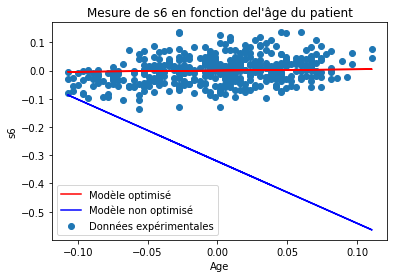 Mesure de s6 en fonction del'âge du patient
s6
0.1
0.0
−0.1
−0.2
−0.3
−0.4
−0.5
Modèle optimisé
Modèle non optimisé
Données expérimentales
−0.10
−0.05
0.00
0.05
0.10
Age